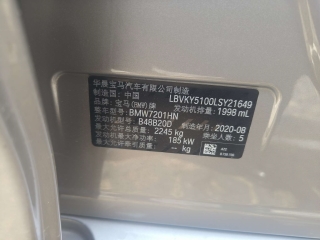 华晨宝马汽车有限公司制造
制造国：中国 LBVKY5100LSY21649
品牌：宝马(BMW)牌 发动机排量：1998 mL
整车型号：BMW7201HN
发动机型号：B48B20D
最大允许总质量：2245 kg 制造年月：2020-08
发动机最大净功率：185 kW 乘坐人数：5
-- kg